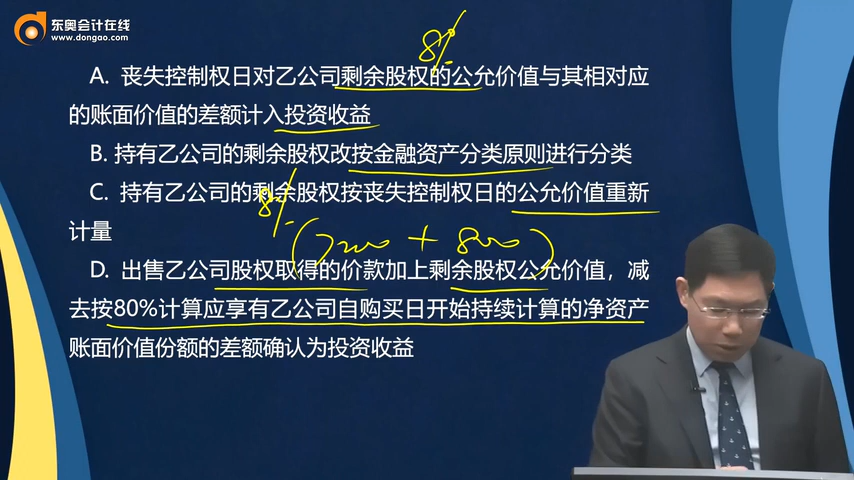 东奥会计在线
www.dongao.com
8%
A. 丧失控制权日对乙公司剩余股权的公允价值与其相对应
的账面价值的差额计入投资收益
B. 持有乙公司的剩余股权改按金融资产分类原则进行分类
C. 持有乙公司的剩余股权按丧失控制权日的公允价值重新
计量
8%
(7200 + 800)
D. 出售乙公司股权取得的价款加上剩余股权公允价值，减
去按80%计算应享有乙公司自购买日开始持续计算的净资产
账面价值份额的差额确认为投资收益